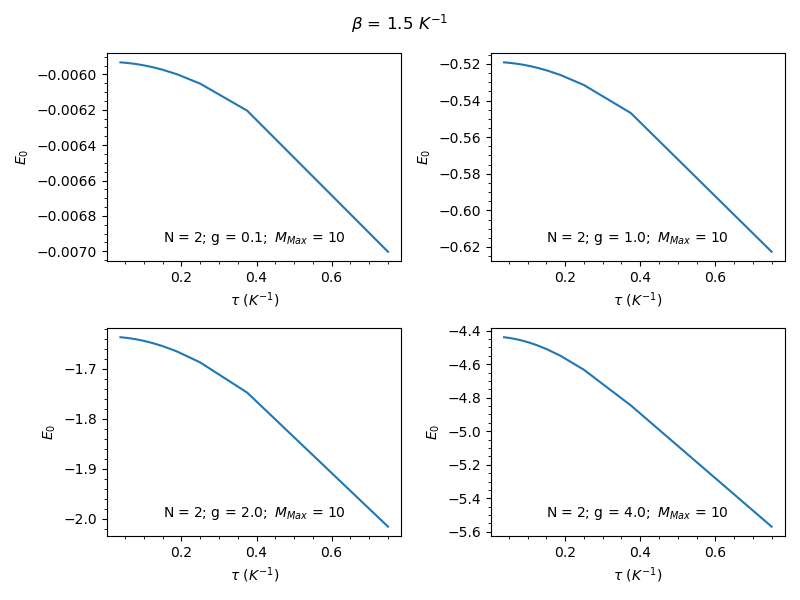 β = 1.5 K⁻¹
−0.0060
−0.0062
−0.0064
−0.0066
−0.0068
−0.0070
E₀
N = 2; g = 0.1; M_Max = 10
0.2 0.4 0.6
τ (K⁻¹)
−0.52
−0.54
−0.56
−0.58
−0.60
−0.62
E₀
N = 2; g = 1.0; M_Max = 10
0.2 0.4 0.6
τ (K⁻¹)
−1.7
−1.8
−1.9
−2.0
E₀
N = 2; g = 2.0; M_Max = 10
0.2 0.4 0.6
τ (K⁻¹)
−4.4
−4.6
−4.8
−5.0
−5.2
−5.4
−5.6
E₀
N = 2; g = 4.0; M_Max = 10
0.2 0.4 0.6
τ (K⁻¹)